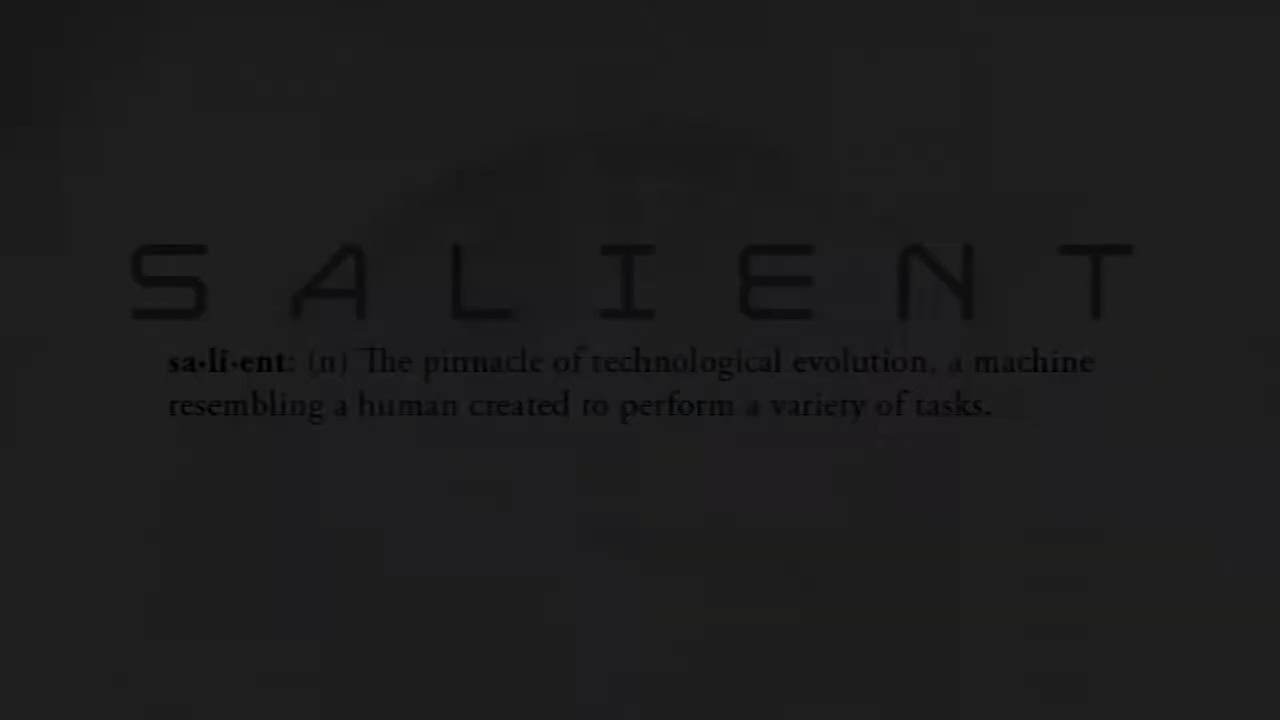 SALIENT
sa•li•ent: (n) The pinnacle of technological evolution, a machine
resembling a human created to perform a variety of tasks.